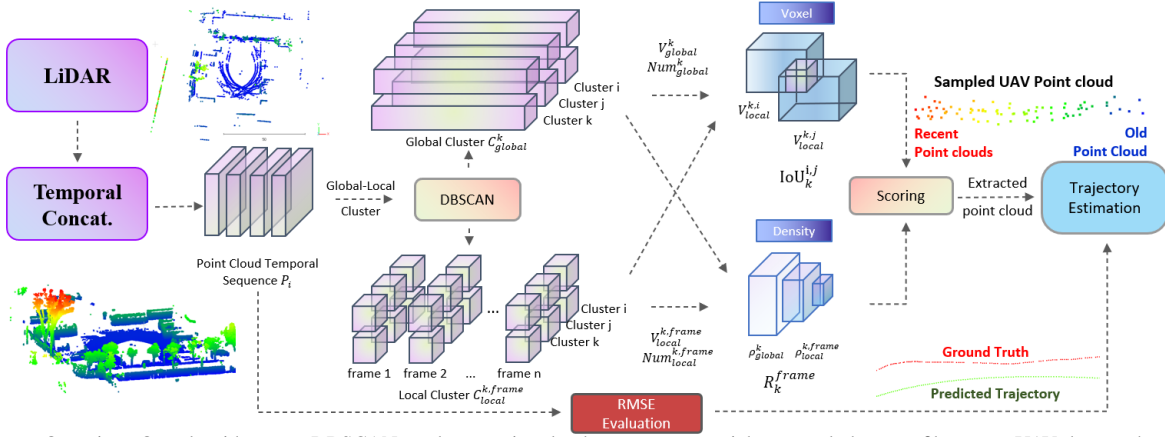 LiDAR
Temporal
Concat.
Point Cloud Temporal
Sequence P_i
Global-Local
Cluster
DBSCAN
Cluster i
Cluster j
Cluster k
Global Cluster C^k_global
Cluster i
Cluster j
Cluster k
...
frame 1 frame 2 ... frame n
Local Cluster C^{k,frame}_local
V^k_global
Num^k_global
V^{k,frame}_local
Num^{k,frame}_local
Voxel
V^{k,i}_local
V^{k,j}_local
IoU^{i,j}_k
Density
ρ^k_global ρ^{k,frame}_local
R^{frame}_k
Scoring
Extracted
point cloud
Sampled UAV Point cloud
Recent
Point clouds
Old
Point Cloud
Trajectory
Estimation
Ground Truth
Predicted Trajectory
RMSE
Evaluation